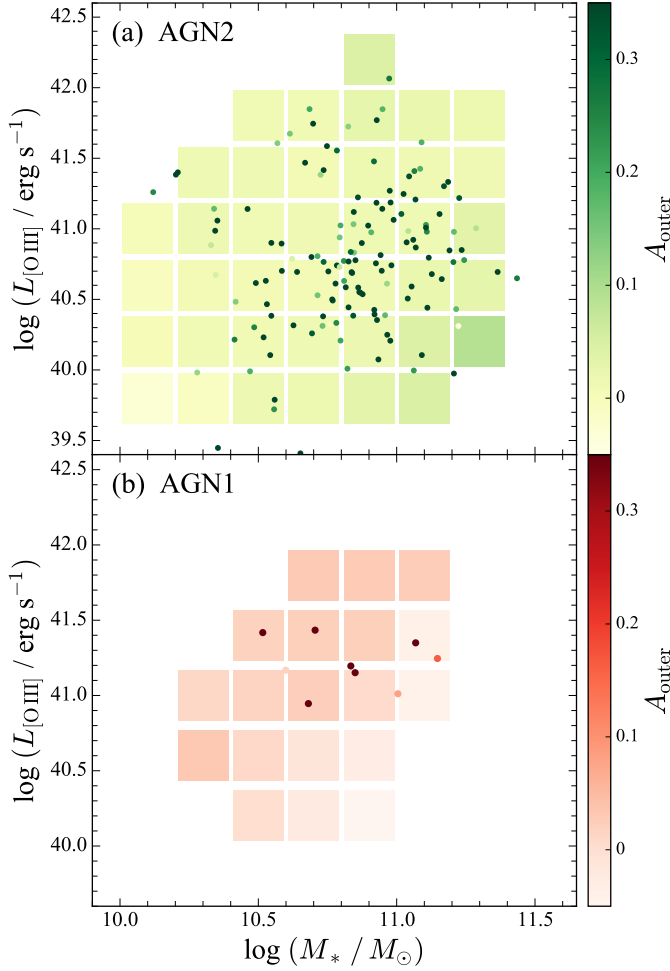 (a) AGN2
42.5
42.0
41.5
41.0
40.5
40.0
39.5
log (L[O III] / erg s−1)
0.3
0.2
0.1
0
Aouter
(b) AGN1
42.5
42.0
41.5
41.0
40.5
40.0
log (L[O III] / erg s−1)
0.3
0.2
0.1
0
Aouter
10.0 10.5 11.0 11.5
log (M∗ / M⊙)